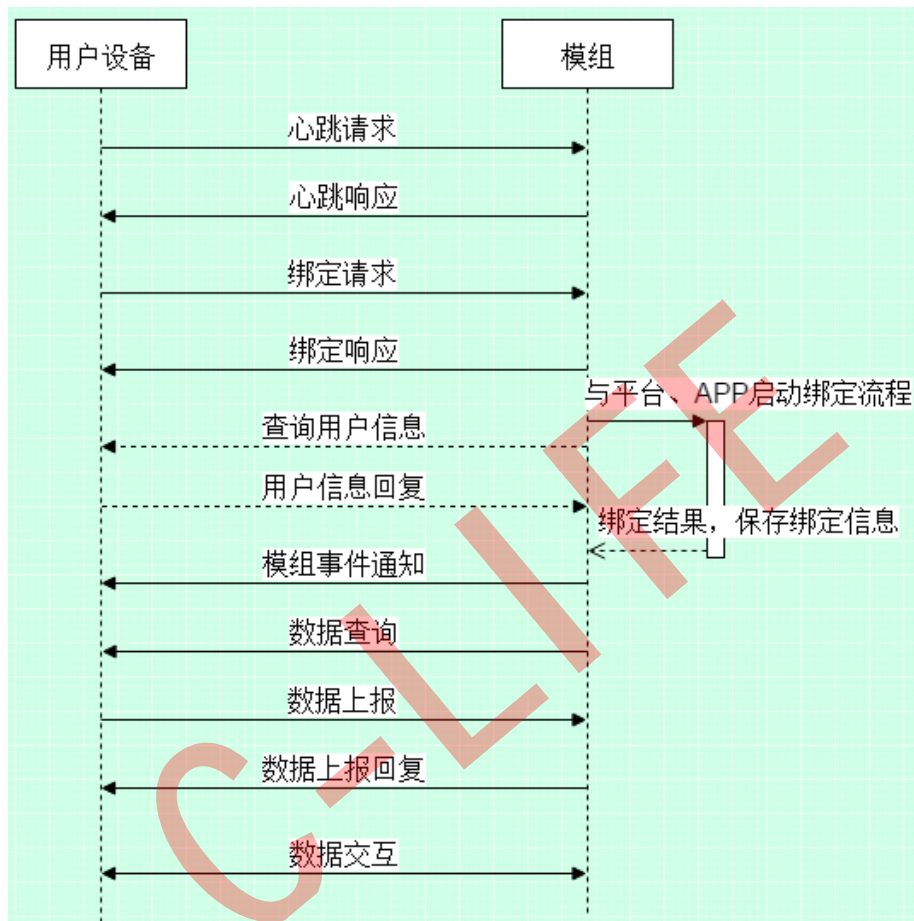 用户设备
模组
心跳请求
心跳响应
绑定请求
绑定响应
与平台、APP启动绑定流程
查询用户信息
用户信息回复
绑定结果，保存绑定信息
模组事件通知
数据查询
数据上报
数据上报回复
数据交互
C-LIFE